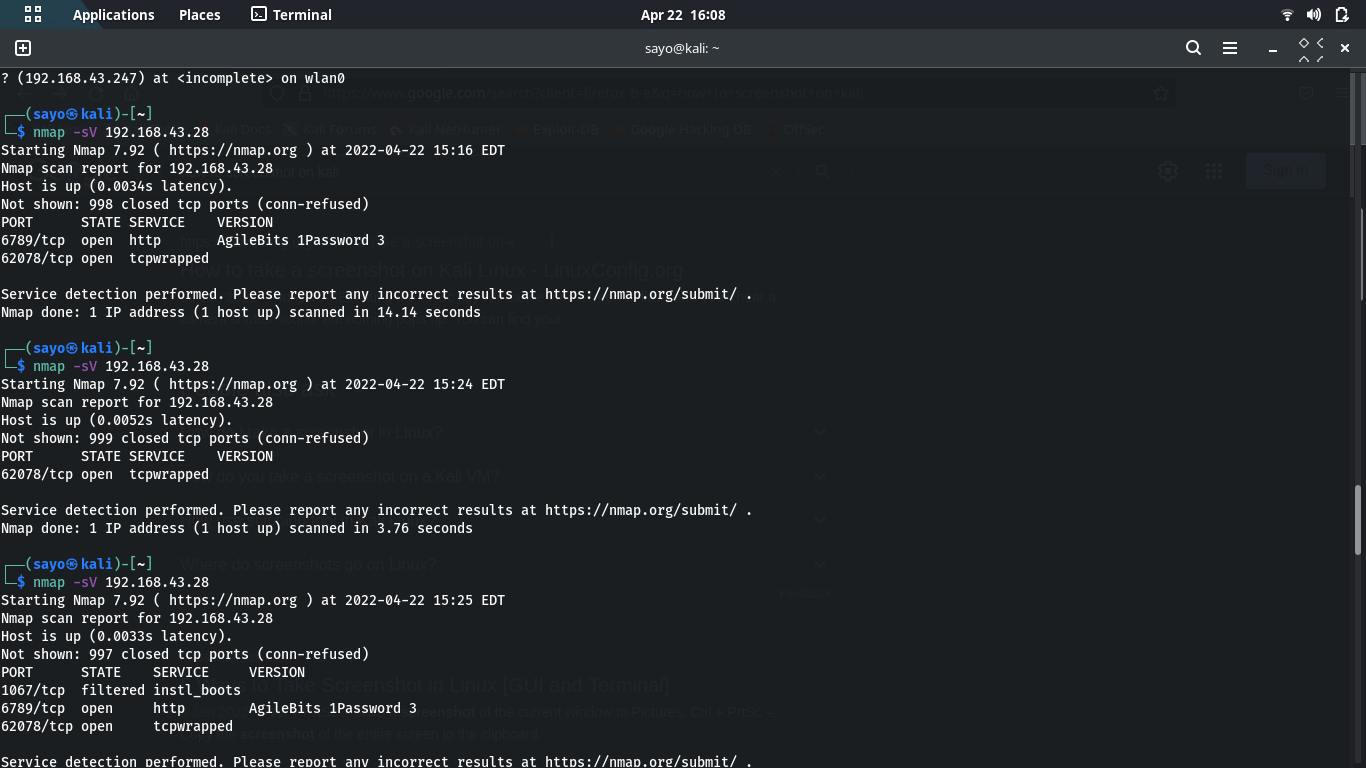 Applications Places Terminal Apr 22 16:08
sayo@kali: ~
? (192.168.43.247) at <incomplete> on wlan0
┌──(sayo㉿kali)-[~]
└─$ nmap -sV 192.168.43.28
Starting Nmap 7.92 ( https://nmap.org ) at 2022-04-22 15:16 EDT
Nmap scan report for 192.168.43.28
Host is up (0.0034s latency).
Not shown: 998 closed tcp ports (conn-refused)
PORT      STATE SERVICE    VERSION
6789/tcp  open  http       AgileBits 1Password 3
62078/tcp open  tcpwrapped
Service detection performed. Please report any incorrect results at https://nmap.org/submit/ .
Nmap done: 1 IP address (1 host up) scanned in 14.14 seconds
┌──(sayo㉿kali)-[~]
└─$ nmap -sV 192.168.43.28
Starting Nmap 7.92 ( https://nmap.org ) at 2022-04-22 15:24 EDT
Nmap scan report for 192.168.43.28
Host is up (0.0052s latency).
Not shown: 999 closed tcp ports (conn-refused)
PORT      STATE SERVICE    VERSION
62078/tcp open  tcpwrapped
Service detection performed. Please report any incorrect results at https://nmap.org/submit/ .
Nmap done: 1 IP address (1 host up) scanned in 3.76 seconds
┌──(sayo㉿kali)-[~]
└─$ nmap -sV 192.168.43.28
Starting Nmap 7.92 ( https://nmap.org ) at 2022-04-22 15:25 EDT
Nmap scan report for 192.168.43.28
Host is up (0.0033s latency).
Not shown: 997 closed tcp ports (conn-refused)
PORT      STATE    SERVICE     VERSION
1067/tcp  filtered instl_boots
6789/tcp  open     http        AgileBits 1Password 3
62078/tcp open     tcpwrapped
Service detection performed. Please report any incorrect results at https://nmap.org/submit/ .